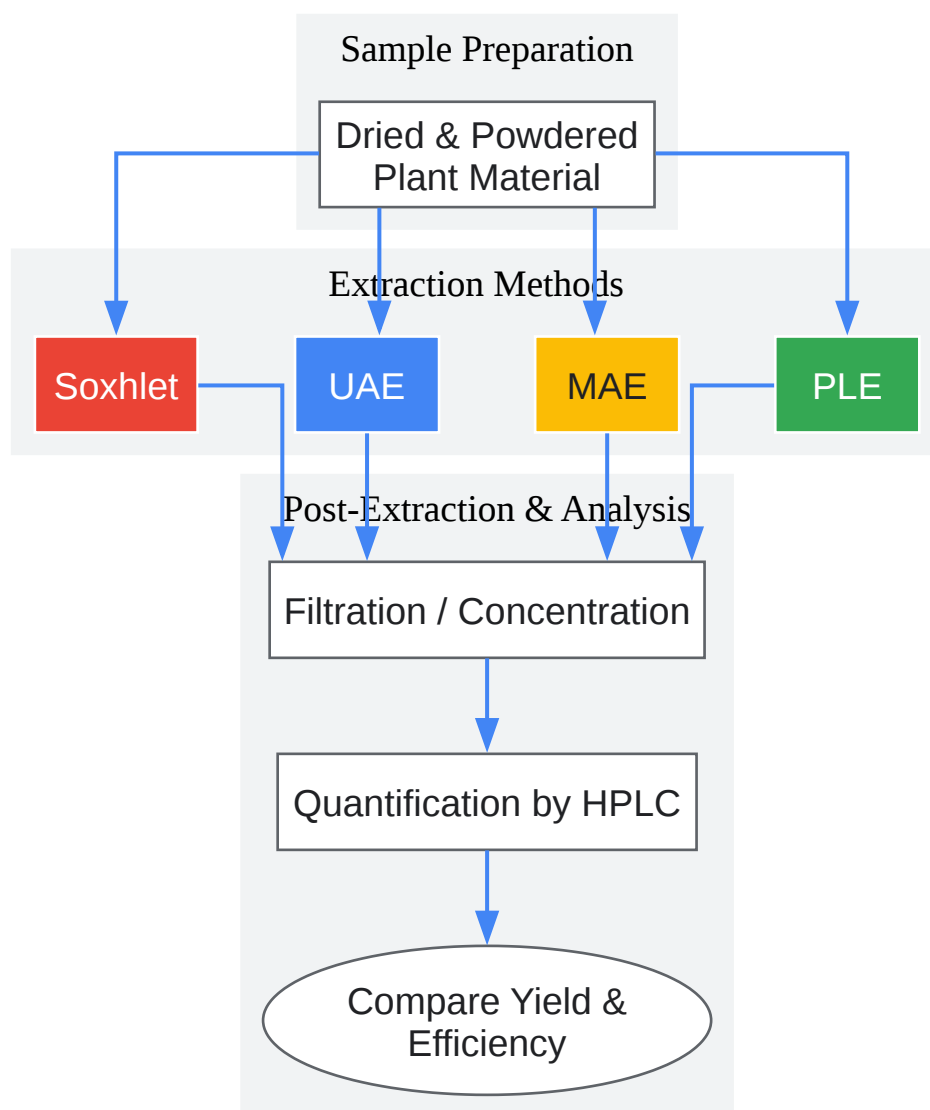 Sample Preparation
Dried & Powdered
Plant Material
Extraction Methods
Soxhlet
UAE
MAE
PLE
Post-Extraction & Analysis
Filtration / Concentration
Quantification by HPLC
Compare Yield &
Efficiency